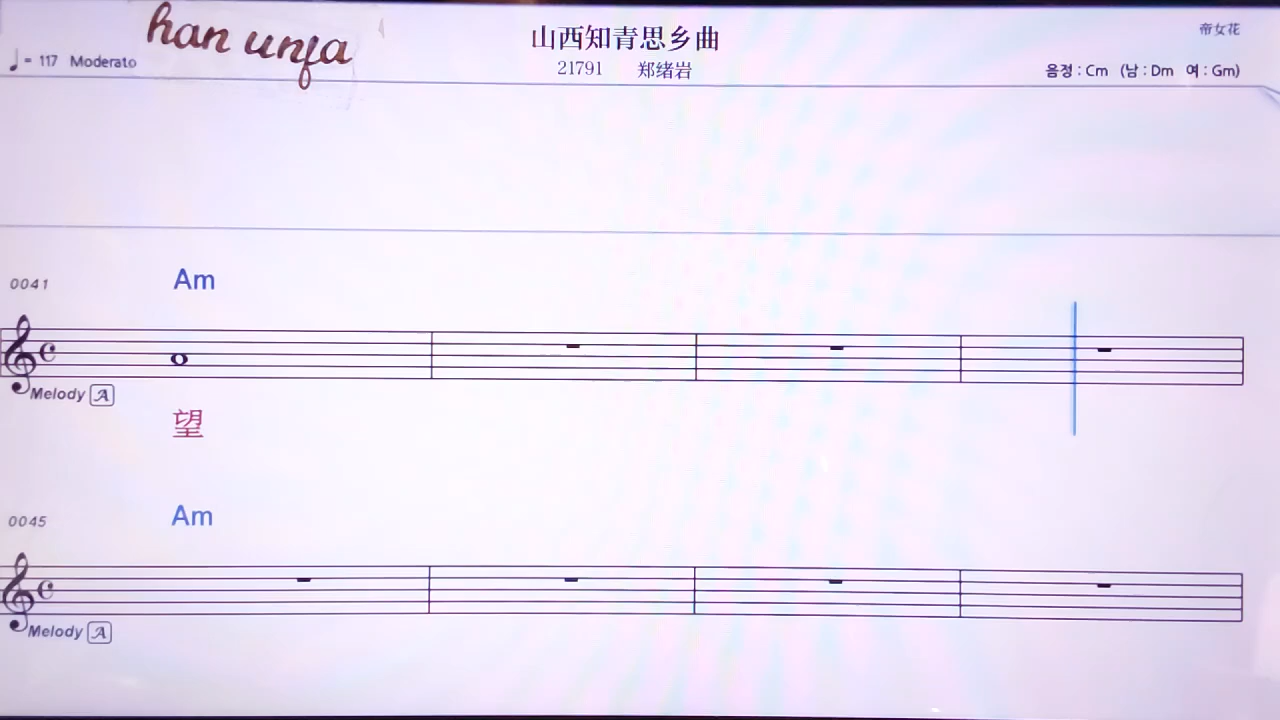 han unfa
山西知青思乡曲
帝女花
♩= 117 Moderato
21791 郑绪岩
음정 : Cm (남 : Dm 여 : Gm)
0041
Am
Melody A
望
0045
Am
Melody A